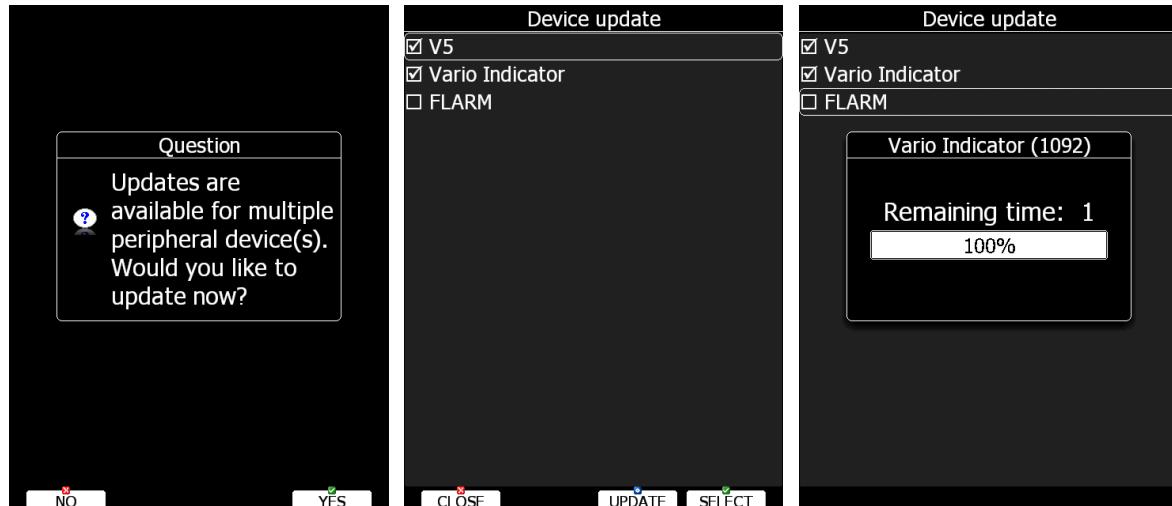 Question
Updates are
available for multiple
peripheral device(s).
Would you like to
update now?
NO
YES
Device update
V5
Vario Indicator
FLARM
CLOSE
UPDATE
SELECT
Device update
V5
Vario Indicator
FLARM
Vario Indicator (1092)
Remaining time: 1
100%